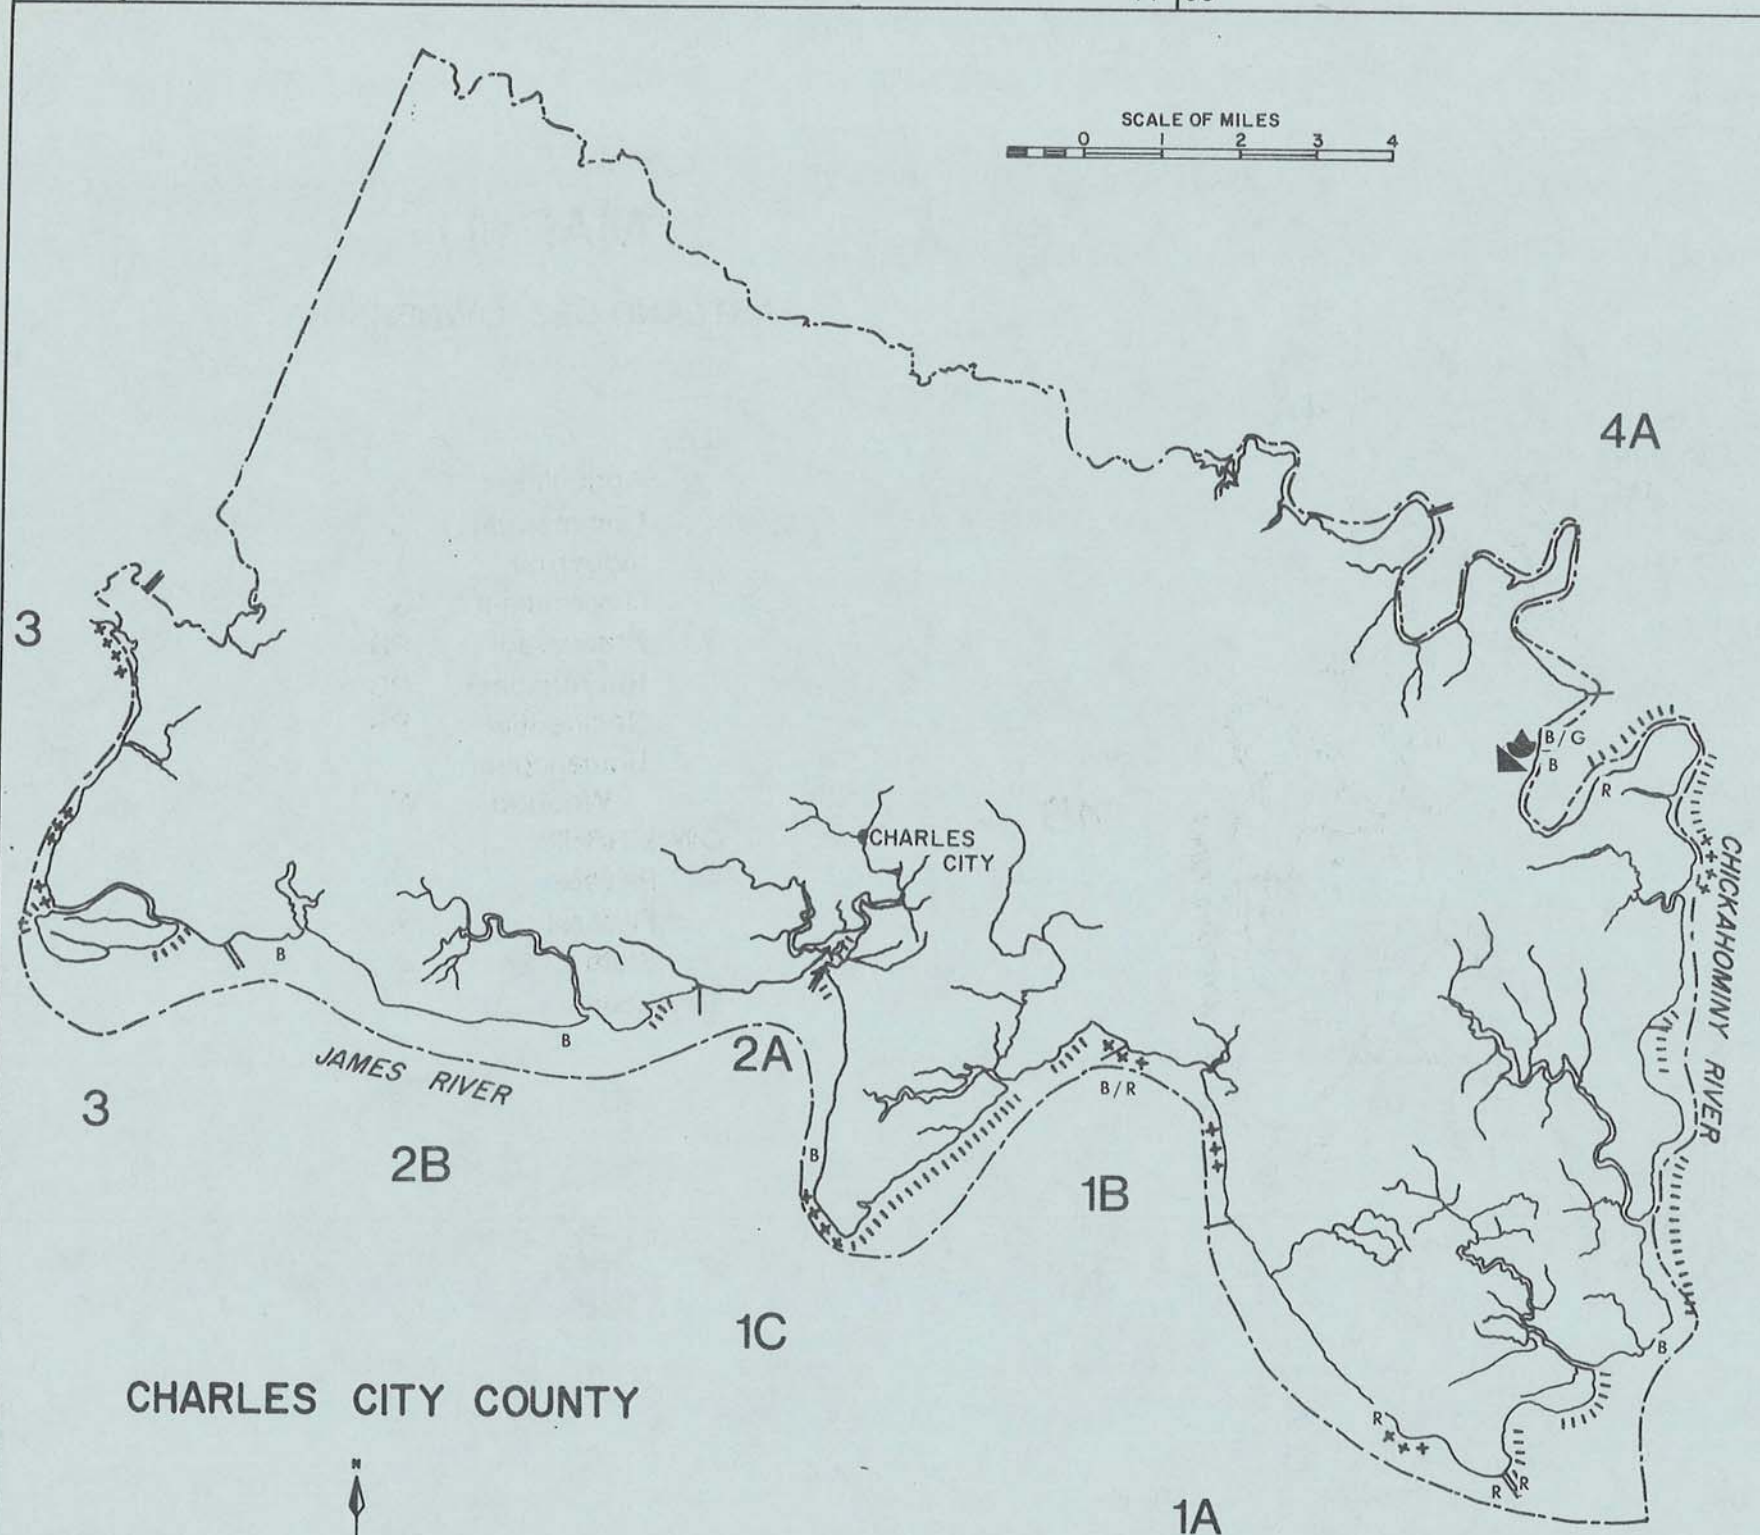 SCALE OF MILES
0 1 2 3 4
4A
3
B/G
B
R
CHARLES
CITY
CHICKAHOMINY RIVER
B
B
2A
JAMES RIVER
B/R
3
2B
B
1B
1C
B
CHARLES CITY COUNTY
R
N
R
R
1A